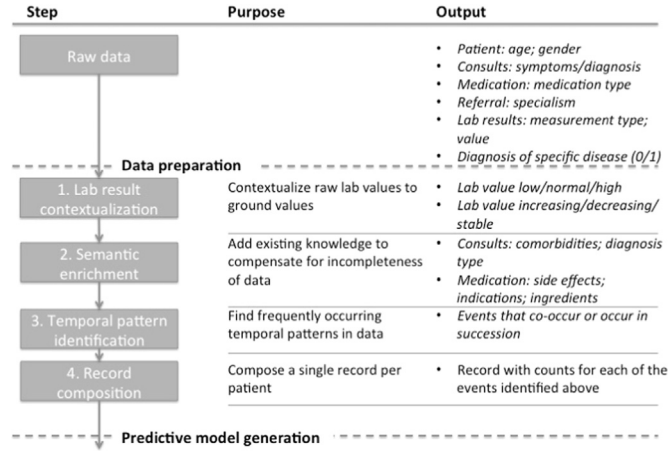 Step Purpose Output
Raw data
• Patient: age; gender
• Consults: symptoms/diagnosis
• Medication: medication type
• Referral: specialism
• Lab results: measurement type;
value
• Diagnosis of specific disease (0/1)
Data preparation
1. Lab result
contextualization
Contextualize raw lab values to
ground values
• Lab value low/normal/high
• Lab value increasing/decreasing/
stable
2. Semantic
enrichment
Add existing knowledge to
compensate for incompleteness
of data
• Consults: comorbidities; diagnosis
type
• Medication: side effects;
indications; ingredients
3. Temporal pattern
identification
Find frequently occurring
temporal patterns in data
• Events that co-occur or occur in
succession
4. Record
composition
Compose a single record per
patient
• Record with counts for each of the
events identified above
Predictive model generation